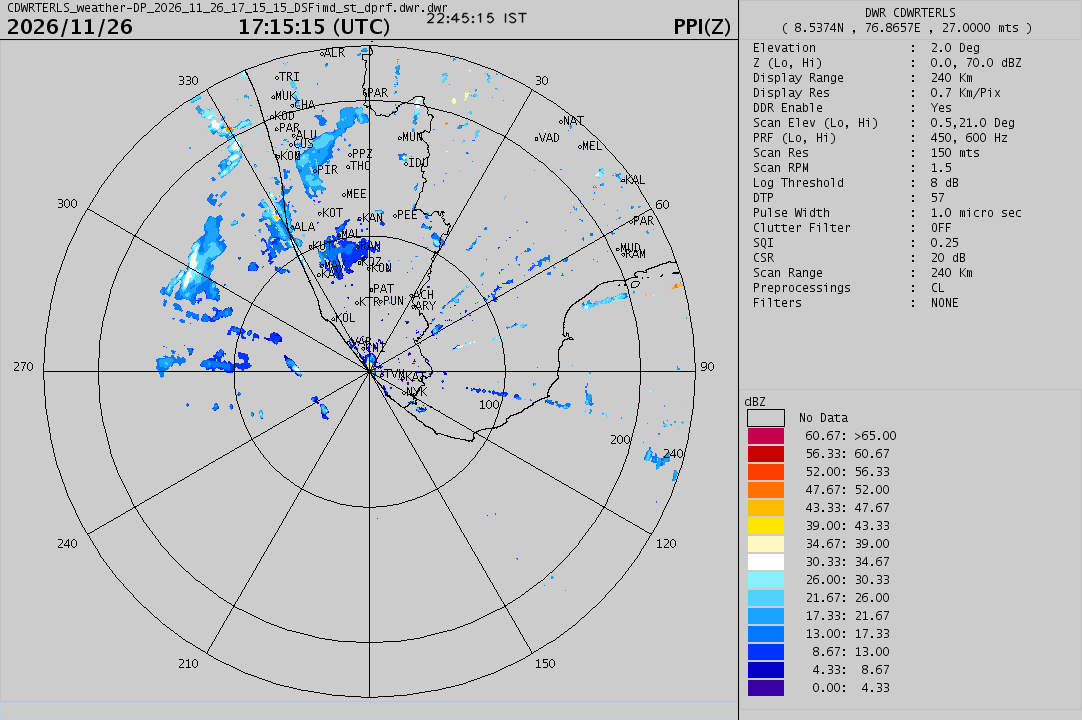 CDWRTERLS_weather-DP_2026_11_26_17_15_15_DSFimd_st_dprf.dwr.dwr
2026/11/26 17:15:15 (UTC) 22:45:15 IST PPI(Z)
DWR CDWRTERLS
( 8.5374N , 76.8657E , 27.0000 mts )
Elevation : 2.0 Deg
Z (Lo, Hi) : 0.0, 70.0 dBZ
Display Range : 240 Km
Display Res : 0.7 Km/Pix
DDR Enable : Yes
Scan Elev (Lo, Hi) : 0.5,21.0 Deg
PRF (Lo, Hi) : 450, 600 Hz
Scan Res : 150 mts
Scan RPM : 1.5
Log Threshold : 8 dB
DTP : 57
Pulse Width : 1.0 micro sec
Clutter Filter : OFF
SQI : 0.25
CSR : 20 dB
Scan Range : 240 Km
Preprocessings : CL
Filters : NONE
dBZ
No Data
60.67: >65.00
56.33: 60.67
52.00: 56.33
47.67: 52.00
43.33: 47.67
39.00: 43.33
34.67: 39.00
30.33: 34.67
26.00: 30.33
21.67: 26.00
17.33: 21.67
13.00: 17.33
8.67: 13.00
4.33: 8.67
0.00: 4.33
ALR
TRI
330
30
MUK
PAR
CHA
KOD
NAT
PAR
ALU
MUN
VAD
CUS
MEL
KON
PPZ
IDU
THO
PIR
KAL
MEE
300
60
KOT
KAN
PEE
PAR
ALA
MAL
KUT
RAN
MUD
RAM
MAV
KOZ
KON
PAT
ACH
KTR
PUN
ARY
KOL
VAR
270
90
TVM
NYK
100
200
240
240
120
210
150